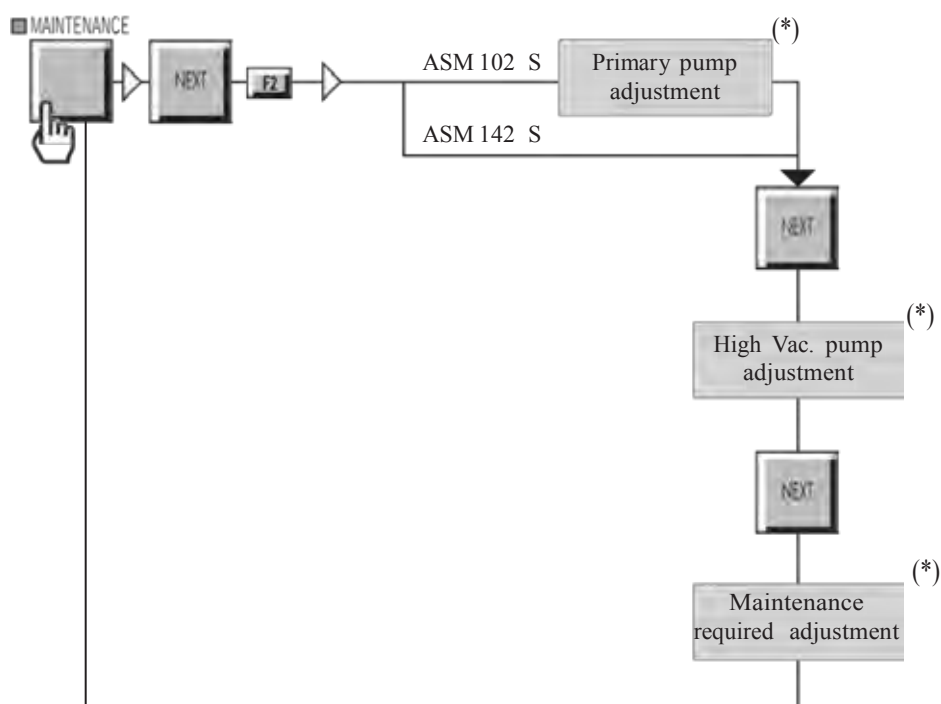 MAINTENANCE
(*)
ASM 102 S
Primary pump
adjustment
NEXT
F2
ASM 142 S
NEXT
(*)
High Vac. pump
adjustment
NEXT
(*)
Maintenance
required adjustment